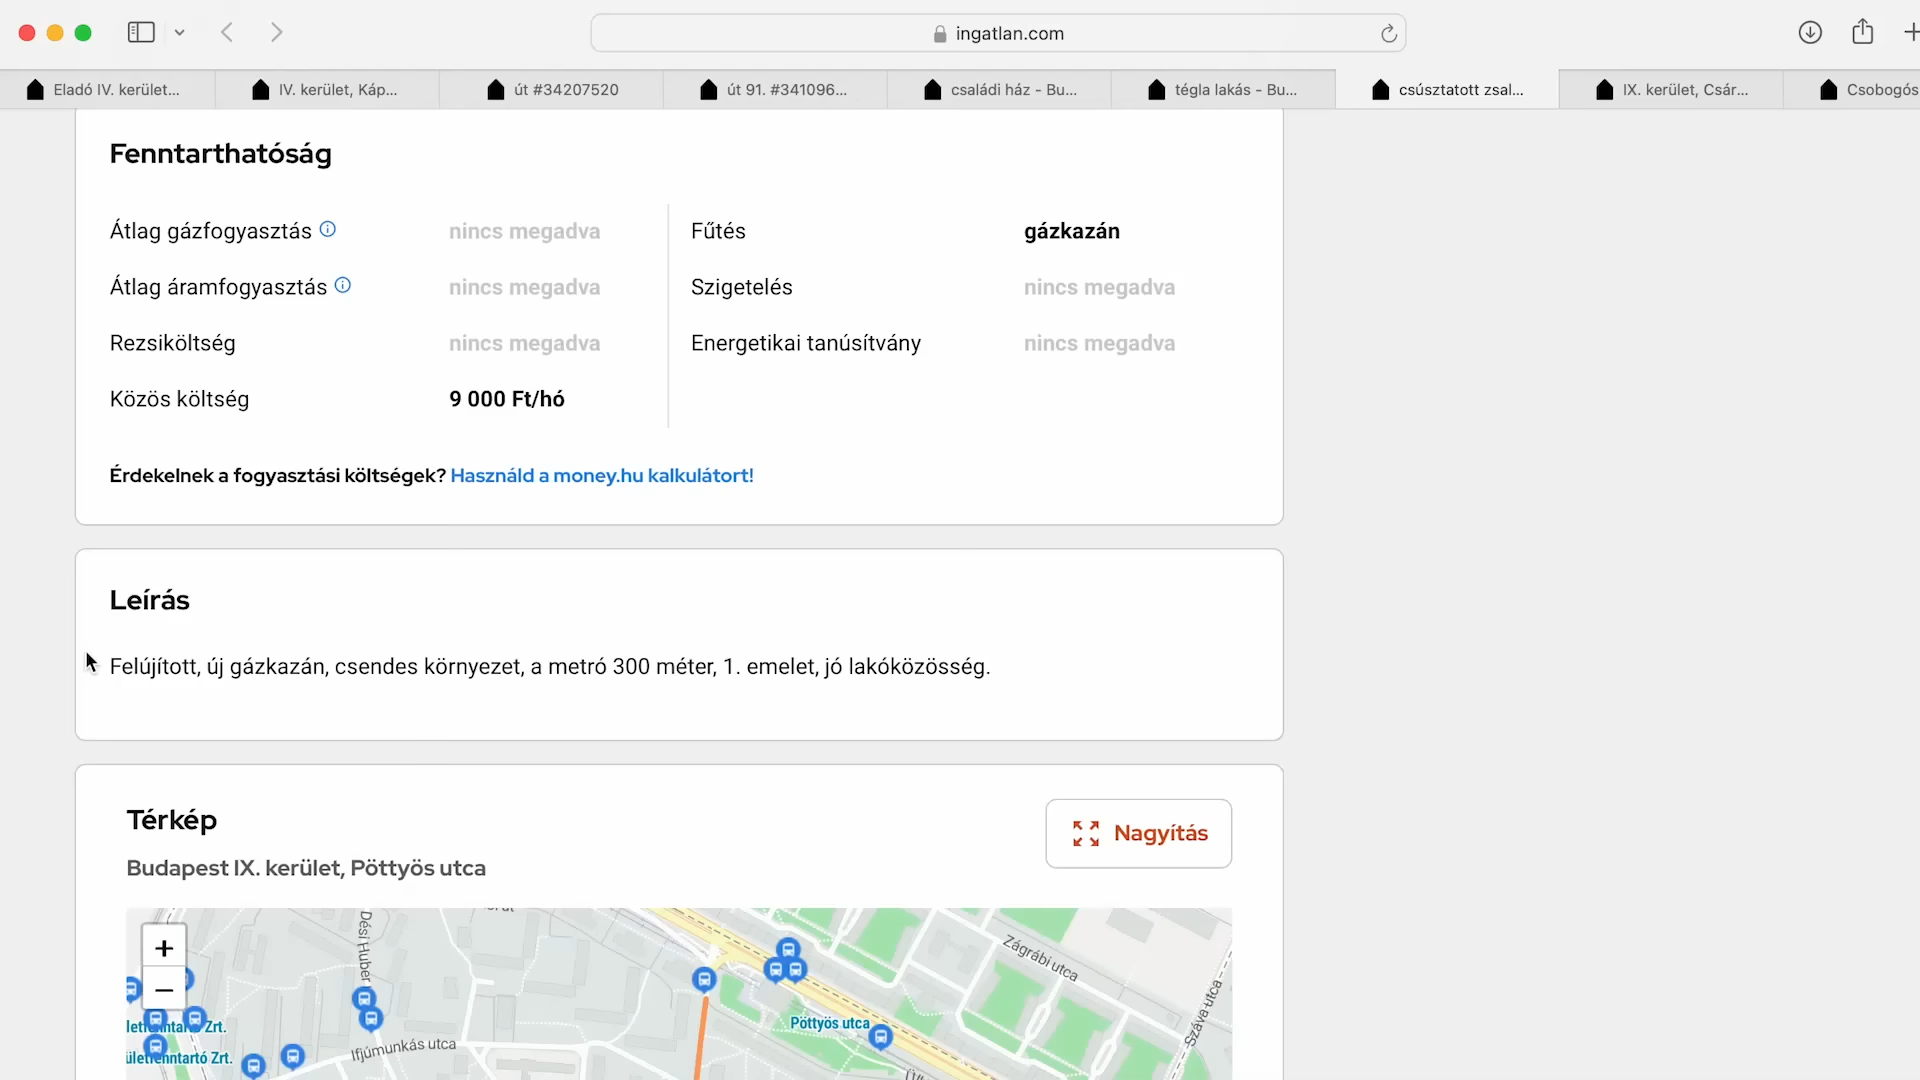 ingatlan.com
Eladó IV. kerület...
IV. kerület, Káp...
út #34207520
út 91. #341096...
családi ház - Bu...
tégla lakás - Bu...
csúsztatott zsal...
IX. kerület, Csár...
Csobogós
Fenntarthatóság
Átlag gázfogyasztás nincs megadva
Fűtés gázkazán
Átlag áramfogyasztás nincs megadva
Szigetelés nincs megadva
Rezsiköltség nincs megadva
Energetikai tanúsítvány nincs megadva
Közös költség 9 000 Ft/hó
Érdekelnek a fogyasztási költségek? Használd a money.hu kalkulátort!
Leírás
Felújított, új gázkazán, csendes környezet, a metró 300 méter, 1. emelet, jó lakóközösség.
Térkép
Nagyítás
Budapest IX. kerület, Pöttyös utca
+
−
Dési Huber
Zágrábi utca
Száva utca
Pöttyös utca
Zrt.
Ifjúmunkás utca
Zrt.